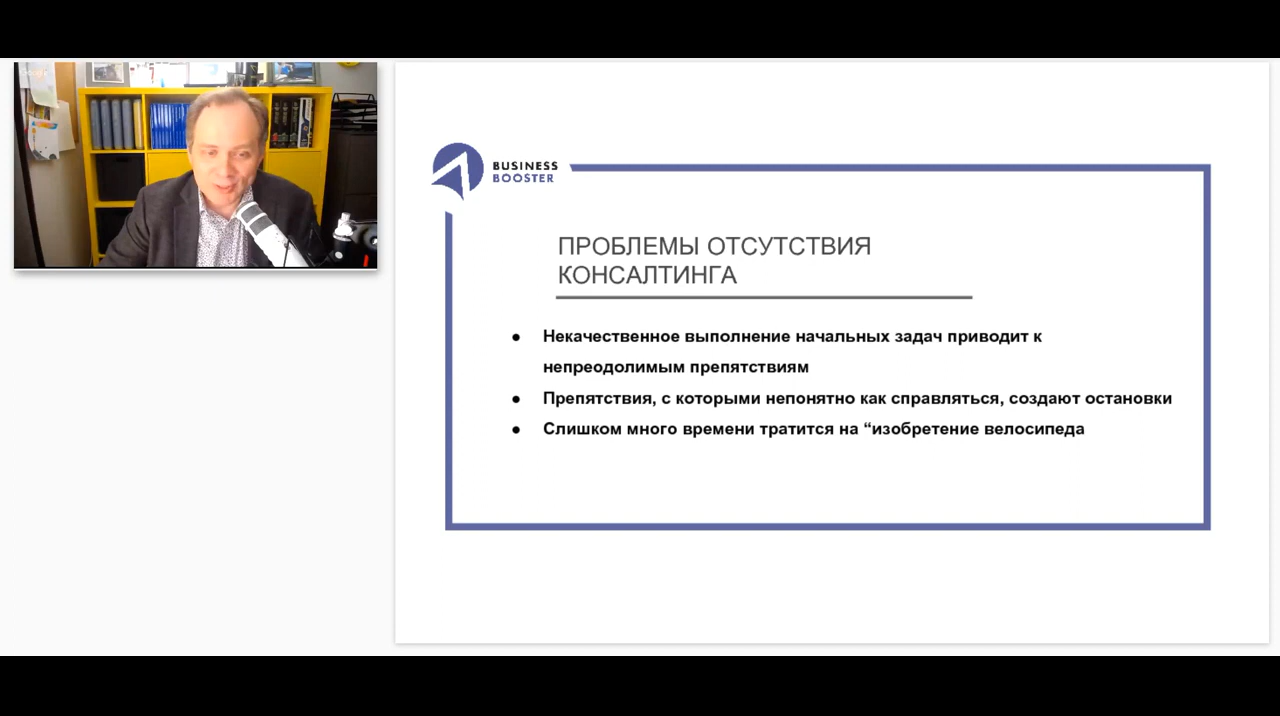 BUSINESS
BOOSTER
ПРОБЛЕМЫ ОТСУТСТВИЯ
КОНСАЛТИНГА
● Некачественное выполнение начальных задач приводит к
непреодолимым препятствиям
● Препятствия, с которыми непонятно как справляться, создают остановки
● Слишком много времени тратится на “изобретение велосипеда